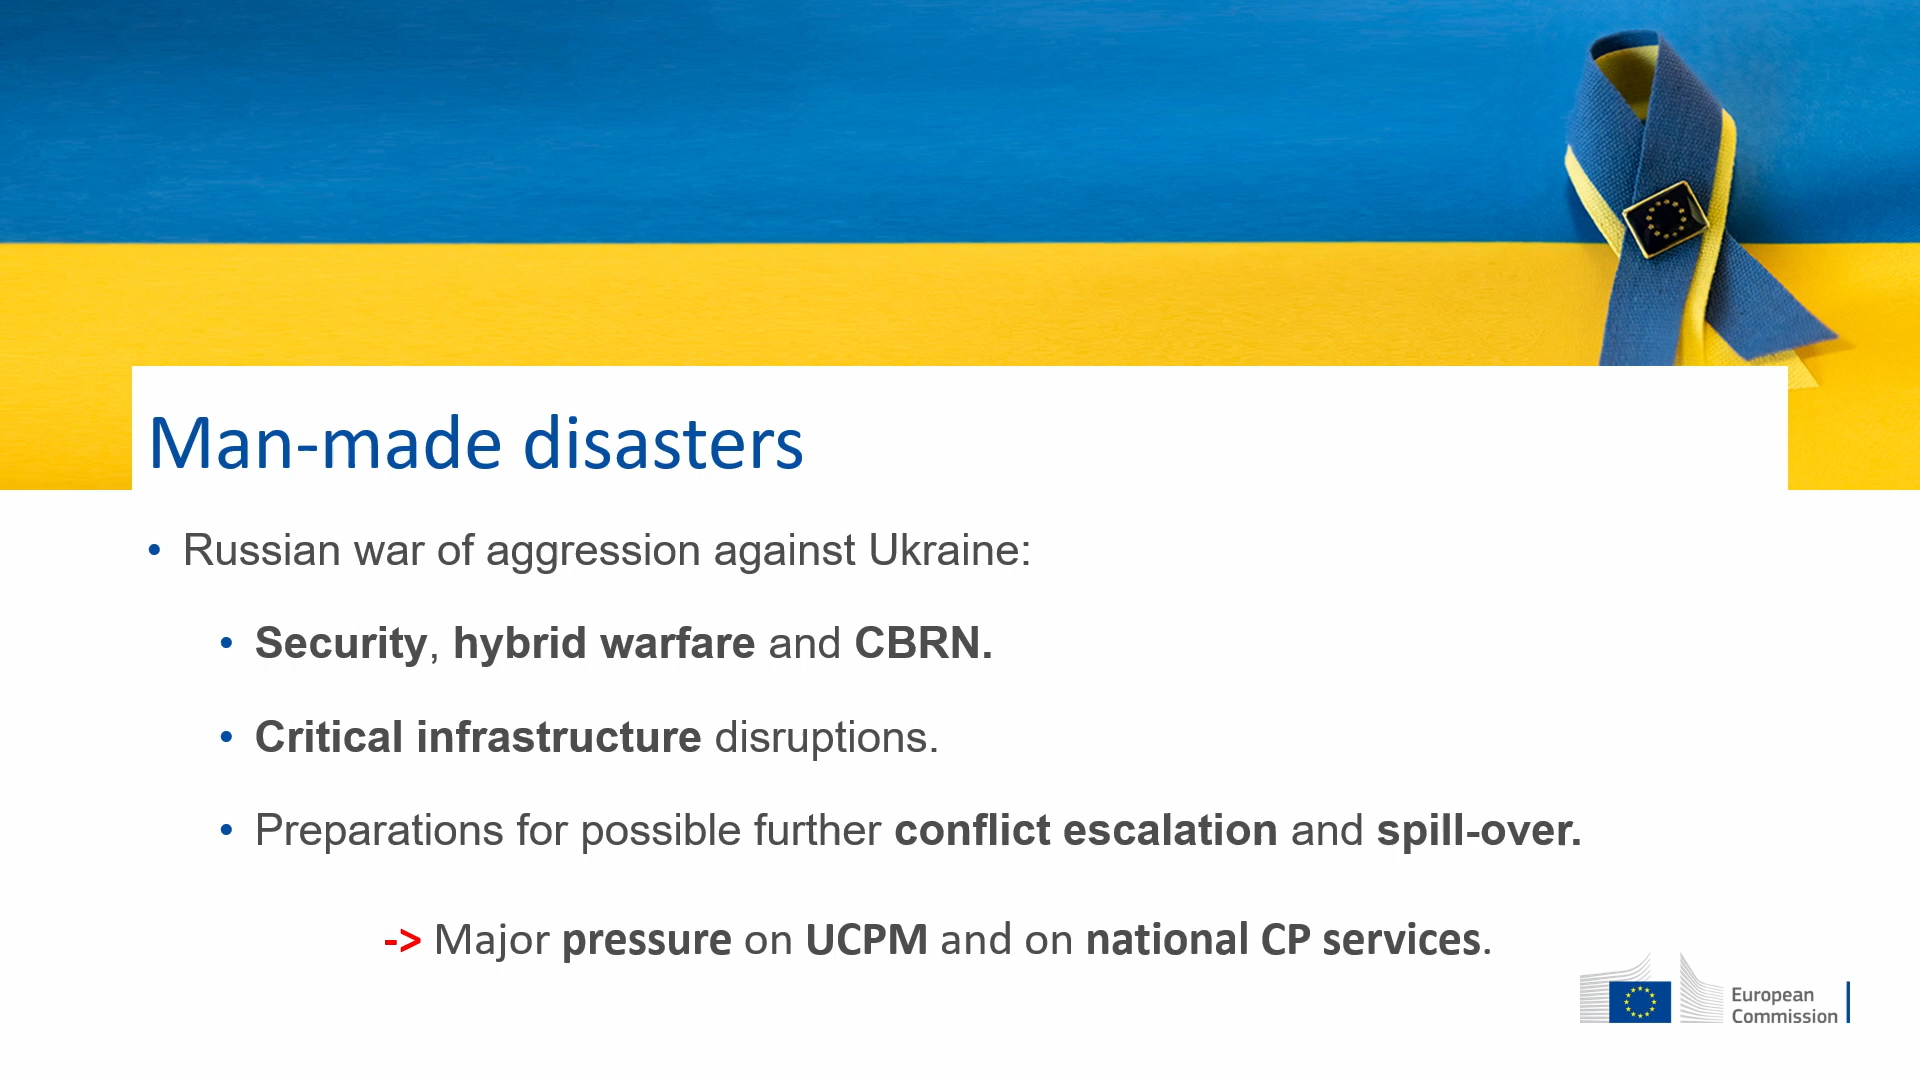 Man-made disasters
• Russian war of aggression against Ukraine:
• Security, hybrid warfare and CBRN.
• Critical infrastructure disruptions.
• Preparations for possible further conflict escalation and spill-over.
-> Major pressure on UCPM and on national CP services.
European
Commission